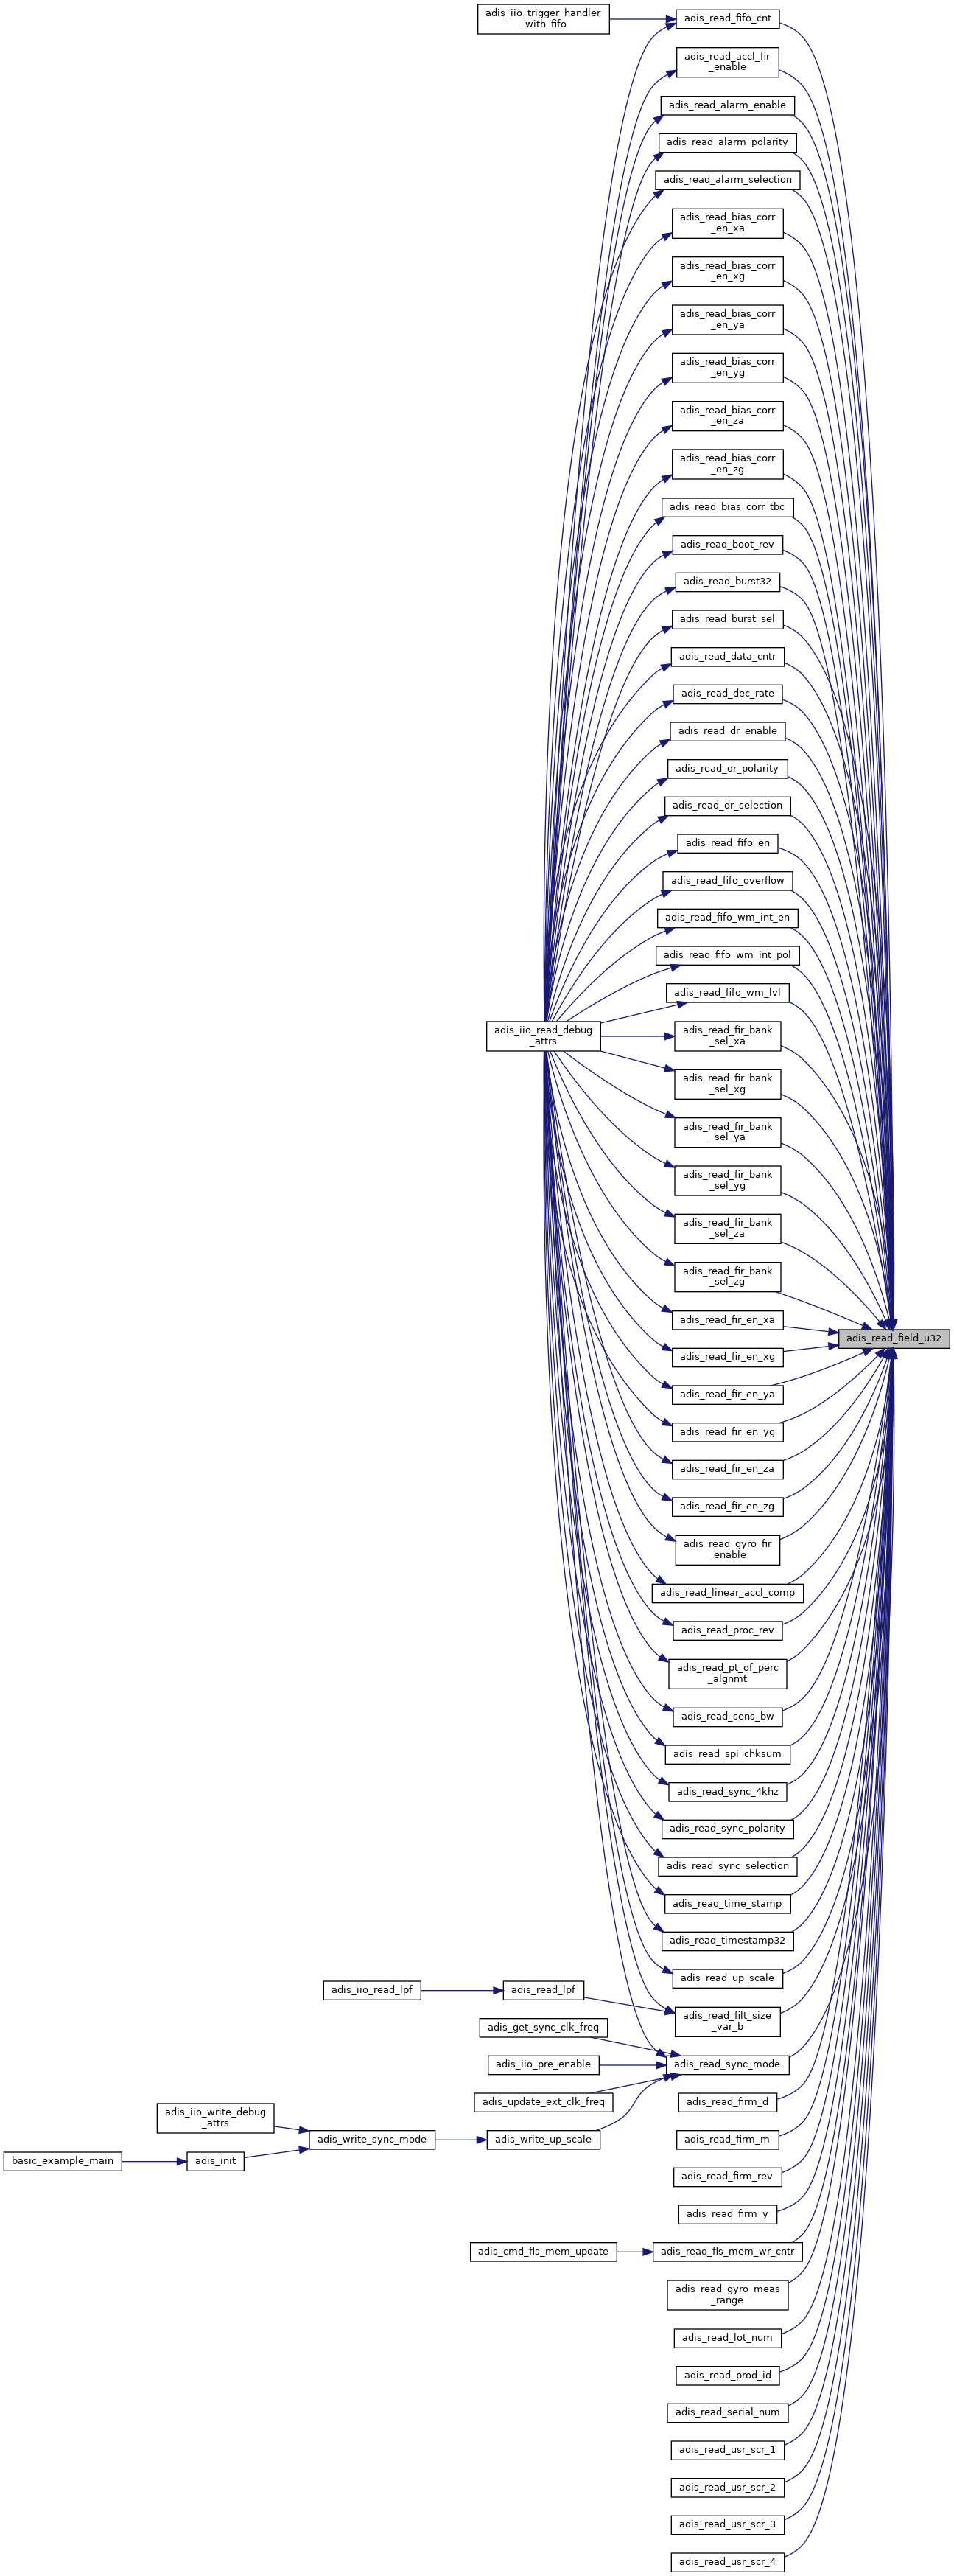 adis_iio_trigger_handler
_with_fifo
adis_read_fifo_cnt
adis_read_accl_fir
_enable
adis_read_alarm_enable
adis_read_alarm_polarity
adis_read_alarm_selection
adis_read_bias_corr
_en_xa
adis_read_bias_corr
_en_xg
adis_read_bias_corr
_en_ya
adis_read_bias_corr
_en_yg
adis_read_bias_corr
_en_za
adis_read_bias_corr
_en_zg
adis_read_bias_corr_tbc
adis_read_boot_rev
adis_read_burst32
adis_read_burst_sel
adis_read_data_cntr
adis_read_dec_rate
adis_read_dr_enable
adis_read_dr_polarity
adis_read_dr_selection
adis_read_fifo_en
adis_read_fifo_overflow
adis_read_fifo_wm_int_en
adis_read_fifo_wm_int_pol
adis_read_fifo_wm_lvl
adis_iio_read_debug
_attrs
adis_read_fir_bank
_sel_xa
adis_read_fir_bank
_sel_xg
adis_read_fir_bank
_sel_ya
adis_read_fir_bank
_sel_yg
adis_read_fir_bank
_sel_za
adis_read_fir_bank
_sel_zg
adis_read_fir_en_xa
adis_read_field_u32
adis_read_fir_en_xg
adis_read_fir_en_ya
adis_read_fir_en_yg
adis_read_fir_en_za
adis_read_fir_en_zg
adis_read_gyro_fir
_enable
adis_read_linear_accl_comp
adis_read_proc_rev
adis_read_pt_of_perc
_algnmt
adis_read_sens_bw
adis_read_spi_chksum
adis_read_sync_4khz
adis_read_sync_polarity
adis_read_sync_selection
adis_read_time_stamp
adis_read_timestamp32
adis_read_up_scale
adis_iio_read_lpf
adis_read_lpf
adis_read_filt_size
_var_b
adis_get_sync_clk_freq
adis_iio_pre_enable
adis_read_sync_mode
adis_update_ext_clk_freq
adis_read_firm_d
adis_iio_write_debug
_attrs
adis_write_sync_mode
adis_write_up_scale
adis_read_firm_m
basic_example_main
adis_init
adis_read_firm_rev
adis_read_firm_y
adis_cmd_fls_mem_update
adis_read_fls_mem_wr_cntr
adis_read_gyro_meas
_range
adis_read_lot_num
adis_read_prod_id
adis_read_serial_num
adis_read_usr_scr_1
adis_read_usr_scr_2
adis_read_usr_scr_3
adis_read_usr_scr_4